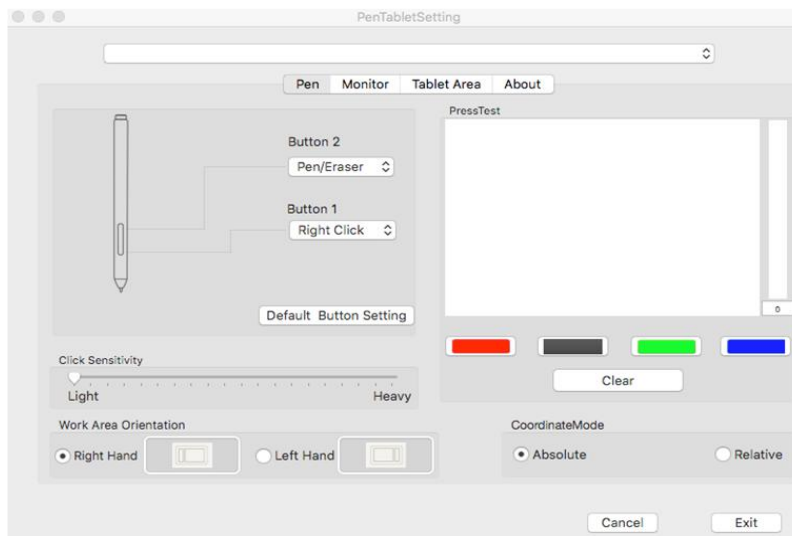 PenTabletSetting
Pen Monitor Tablet Area About
PressTest
Button 2
Pen/Eraser
Button 1
Right Click
Default Button Setting
0
Click Sensitivity
Light Heavy
Clear
Work Area Orientation
Right Hand Left Hand
CoordinateMode
Absolute Relative
Cancel Exit